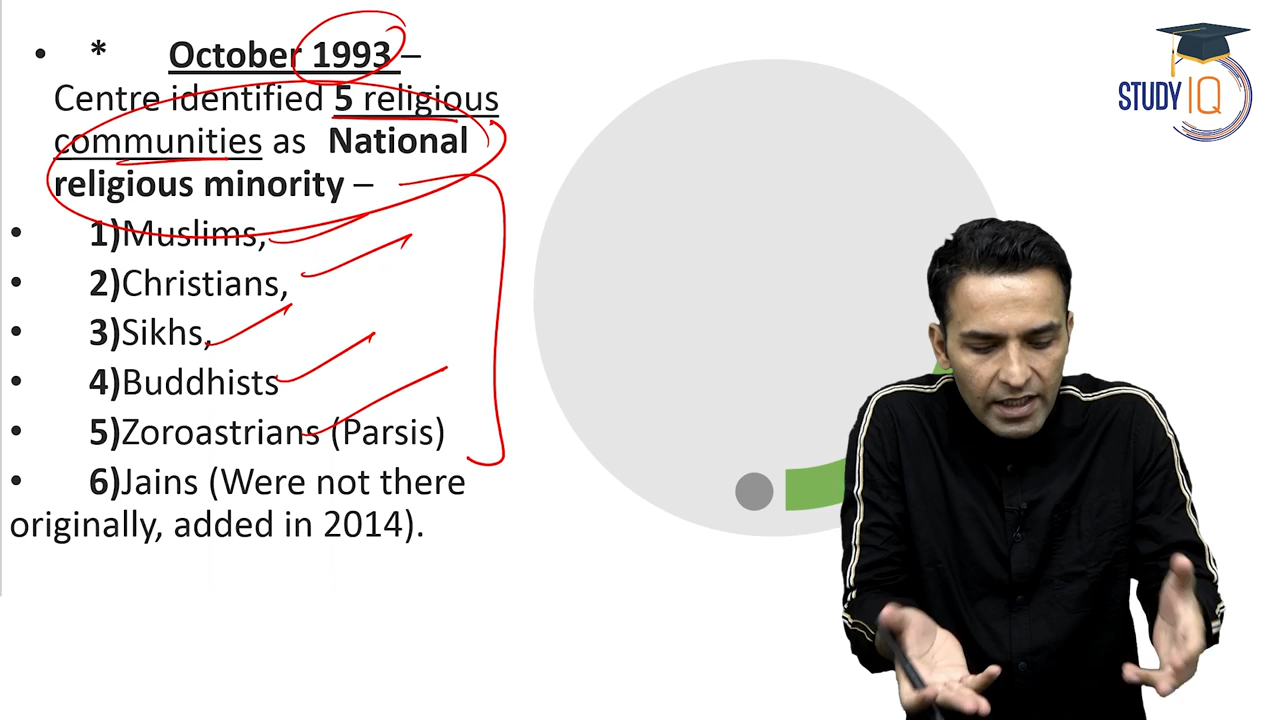 • * October 1993 –
Centre identified 5 religious
communities as National
religious minority –
• 1)Muslims,
• 2)Christians,
• 3)Sikhs,
• 4)Buddhists
• 5)Zoroastrians (Parsis)
• 6)Jains (Were not there
originally, added in 2014).
STUDY IQ